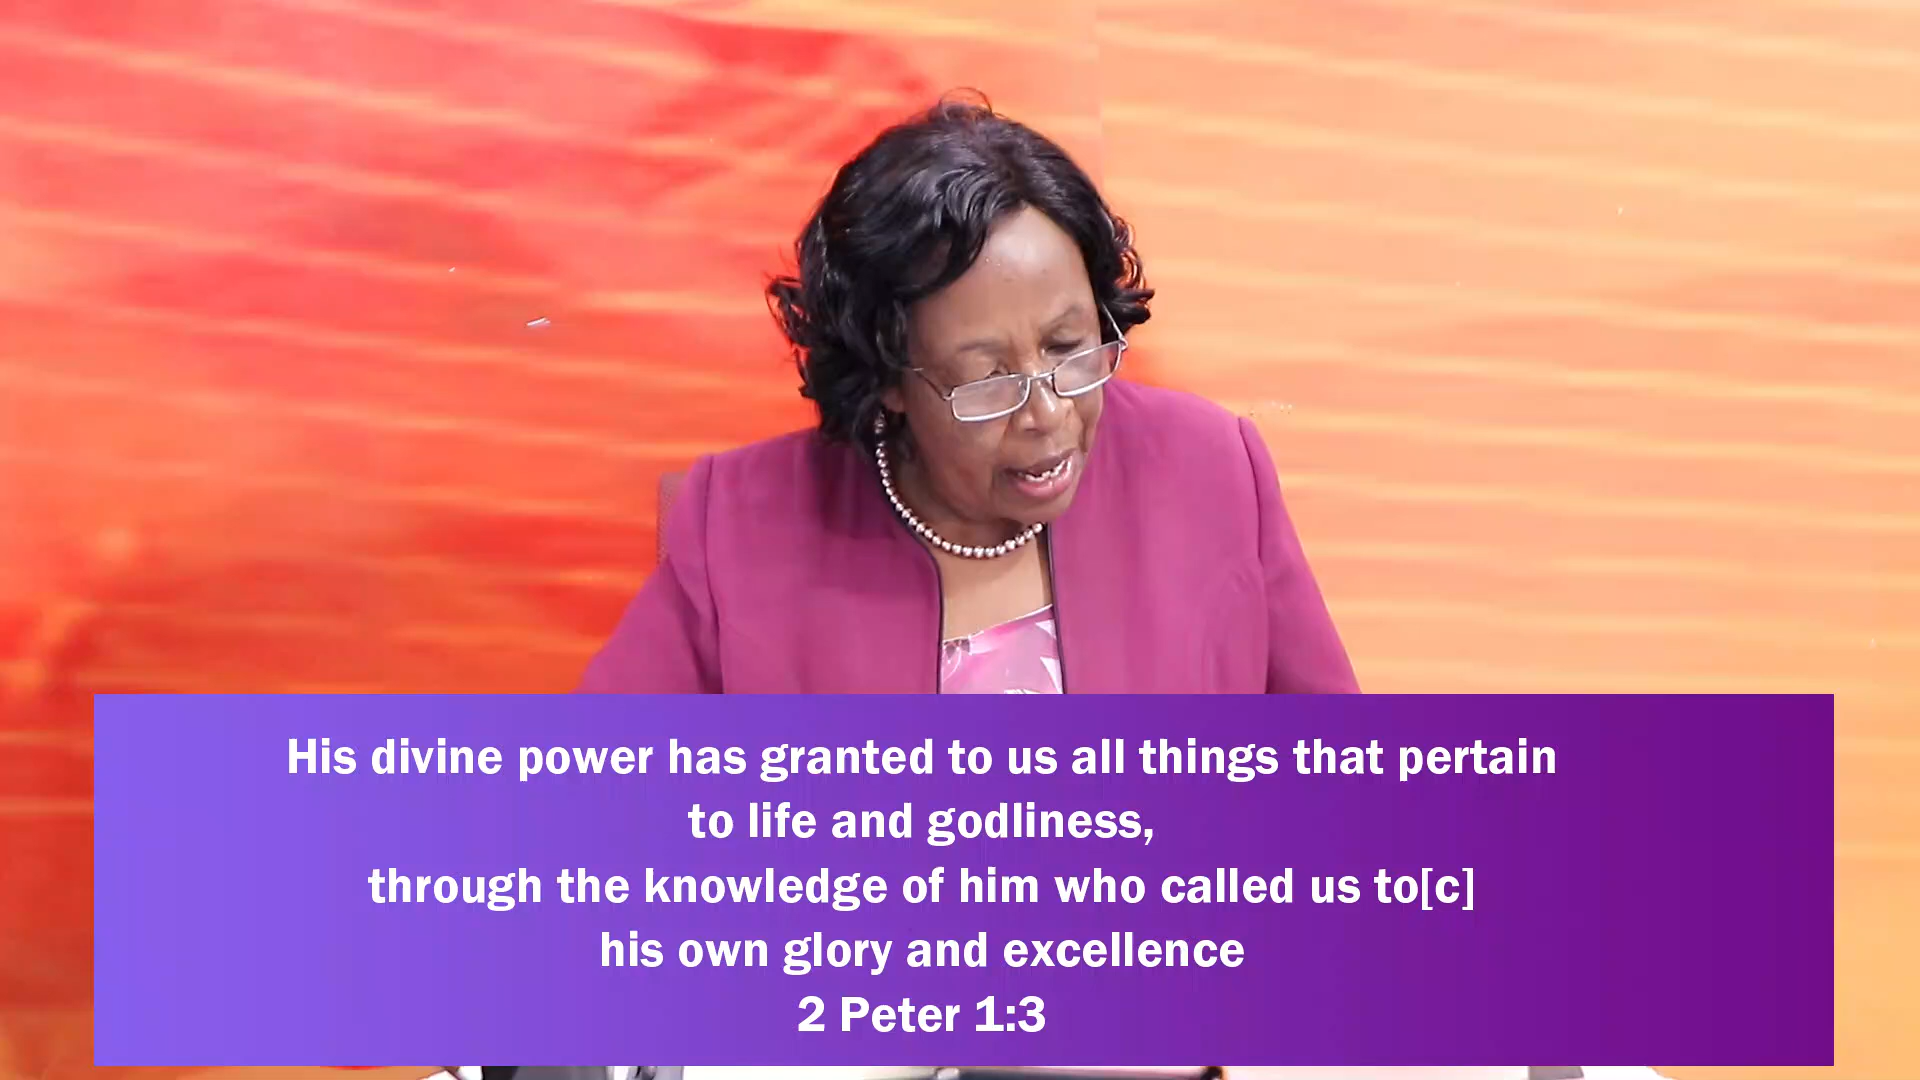 His divine power has granted to us all things that pertain
to life and godliness,
through the knowledge of him who called us to[c]
his own glory and excellence
2 Peter 1:3